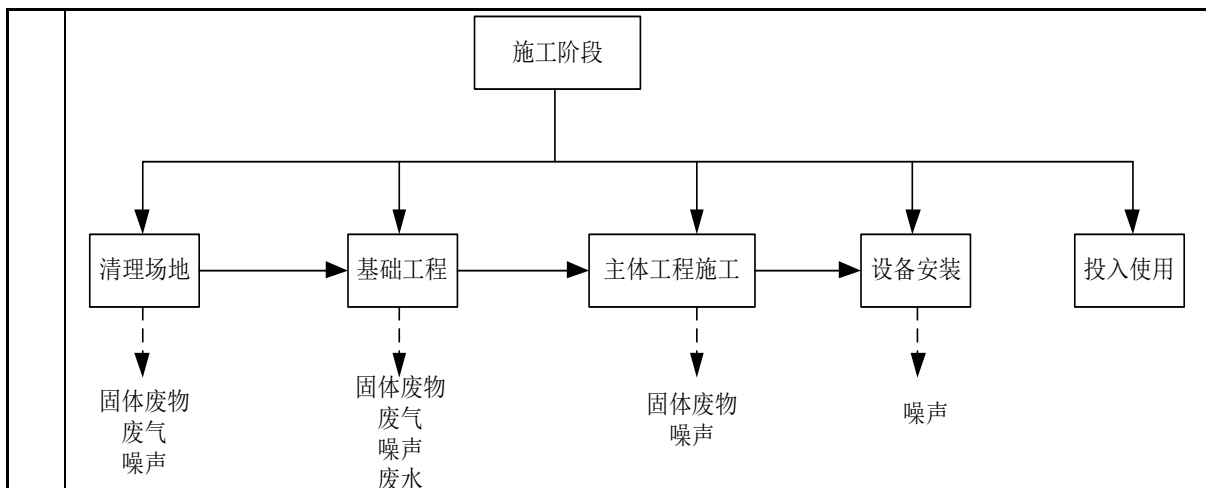 施工阶段
清理场地
基础工程
主体工程施工
设备安装
投入使用
固体废物
废气
噪声
固体废物
废气
噪声
废水
固体废物
噪声
噪声